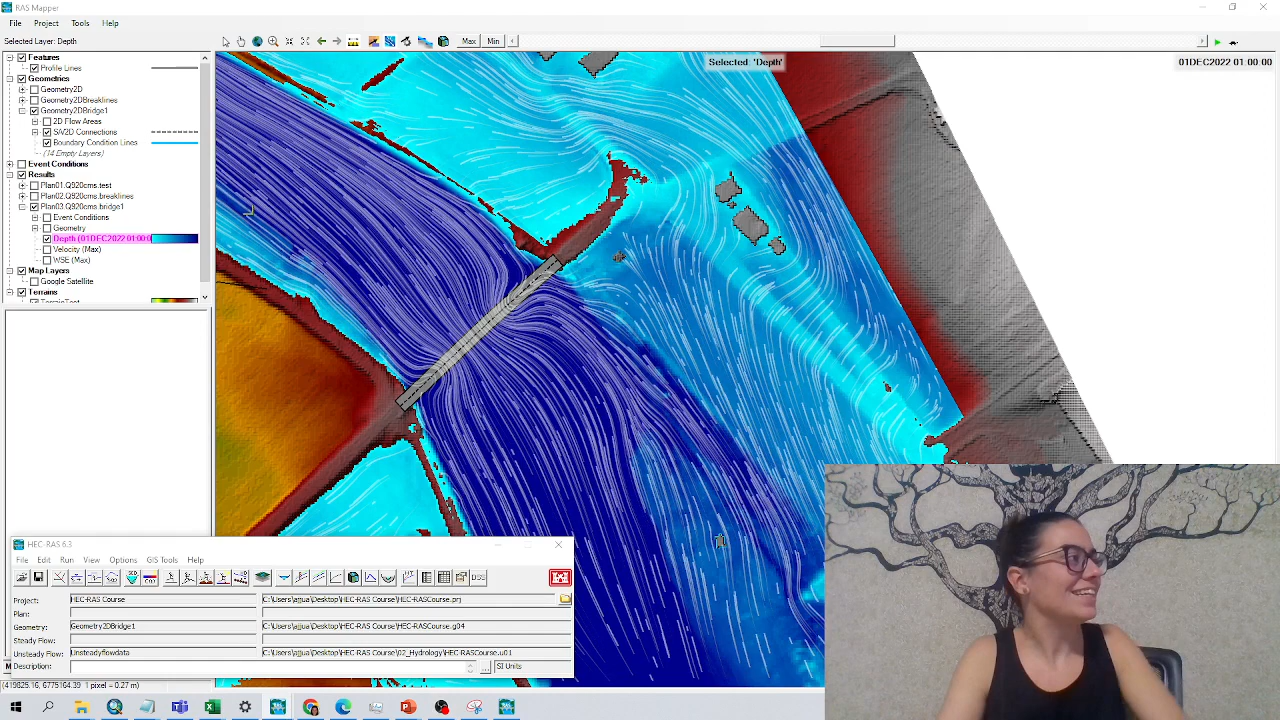 RAS Mapper
File Project Tools Help
Selected Layer: Depth
Max Min
Selected: 'Depth'
01DEC2022 01:00:00
Features
Profile Lines
Geometries
Geometry2D
Geometry2DBreaklines
Geometry2DBridge1
2D Flow Areas
SA/2D Connections
Boundary Condition Lines
(14 Empty Layers)
Event Conditions
Results
Plan01.Q920cms.test
Plan02.Q920cms.breaklines
Plan03.Q920cms.bridge1
Event Conditions
Geometry
Depth (01DEC2022 01:00:0
Velocity (Max)
WSE (Max)
Map Layers
Google Satellite
Terrains
HEC-RAS 6.3
File Edit Run View Options GIS Tools Help
DSS
Project: HEC-RAS Course C:\Users\ajjua\Desktop\HEC-RAS Course\HEC-RASCourse.prj
Plan:
Geometry: Geometry2DBridge1 C:\Users\ajjua\Desktop\HEC-RAS Course\HEC-RASCourse.g04
Steady Flow:
Unsteady Flow: Unsteadyflowdata C:\Users\ajjua\Desktop\HEC-RAS Course\02_Hydrology\HEC-RASCourse.u01
Description: ... SI Units